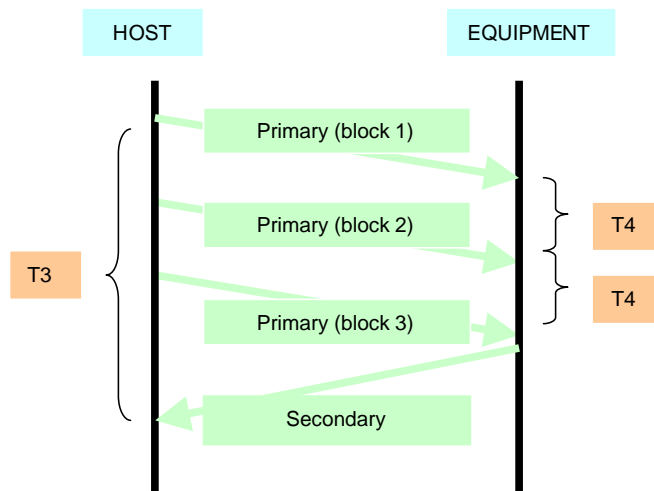 HOST
EQUIPMENT
Primary (block 1)
Primary (block 2)
T4
T3
T4
Primary (block 3)
Secondary